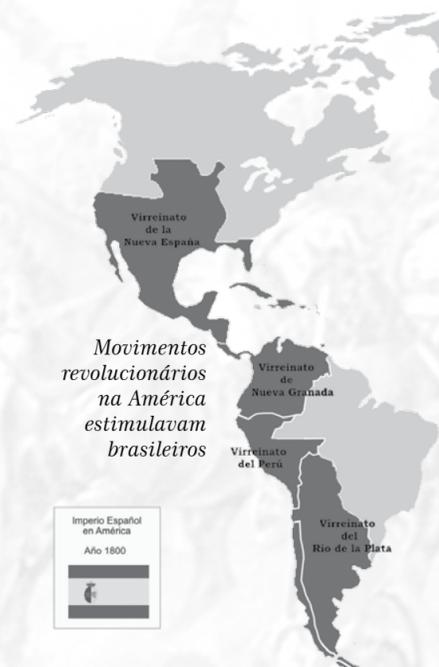 Virreinato
de la
Nueva España
Movimentos
revolucionários
na América
estimulavam
brasileiros
Virreinato
de
Nueva Granada
Virreinato
del Perú
Imperio Español
en América
Año 1800
Virreinato
del
Río de la Plata